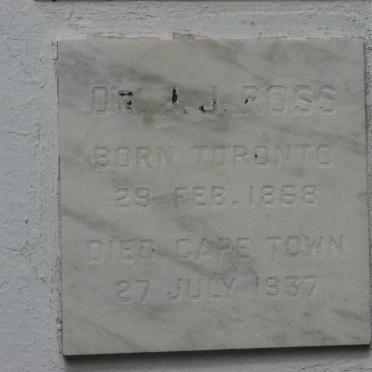 DR. J. J. ROSS
BORN TORONTO
29 FEB. 1868
DIED CAPE TOWN
27 JULY 1937